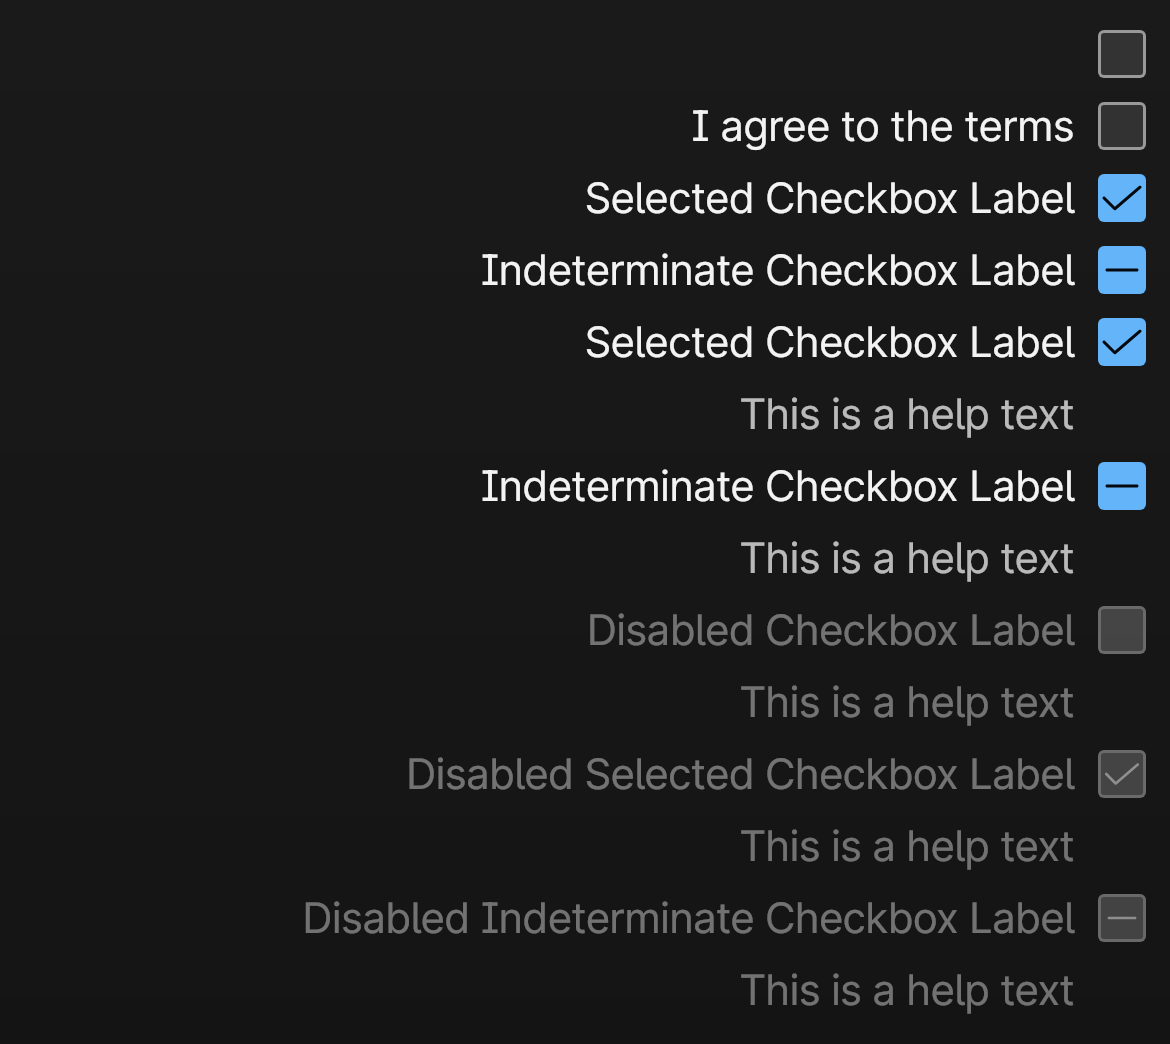 I agree to the terms
Selected Checkbox Label
Indeterminate Checkbox Label
Selected Checkbox Label
This is a help text
Indeterminate Checkbox Label
This is a help text
Disabled Checkbox Label
This is a help text
Disabled Selected Checkbox Label
This is a help text
Disabled Indeterminate Checkbox Label
This is a help text